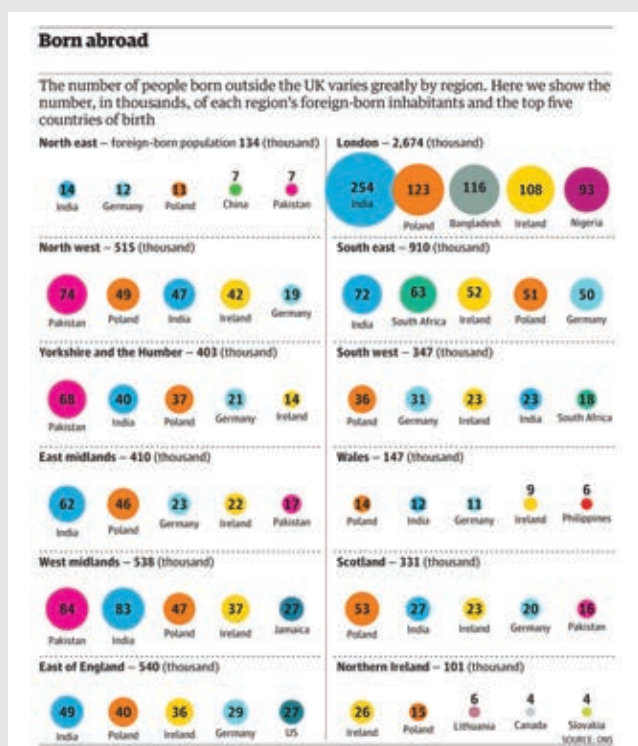 Born abroad
The number of people born outside the UK varies greatly by region. Here we show the
number, in thousands, of each region's foreign-born inhabitants and the top five
countries of birth
North east – foreign-born population 134 (thousand)
14 12 11 7 7
India Germany Poland China Pakistan
North west – 515 (thousand)
74 49 47 42 19
Pakistan Poland India Ireland Germany
Yorkshire and the Humber – 403 (thousand)
68 40 37 21 14
Pakistan India Poland Germany Ireland
East midlands – 410 (thousand)
62 46 23 22 17
India Poland Germany Ireland Pakistan
West midlands – 538 (thousand)
84 83 47 37 27
Pakistan India Poland Ireland Jamaica
East of England – 540 (thousand)
49 40 36 29 27
India Poland Ireland Germany US
London – 2,674 (thousand)
254 123 116 108 93
India Poland Bangladesh Ireland Nigeria
South east – 910 (thousand)
72 63 52 51 50
India South Africa Ireland Poland Germany
South west – 347 (thousand)
36 31 23 23 18
Poland Germany Ireland India South Africa
Wales – 147 (thousand)
14 12 11 9 6
Poland India Germany Ireland Philippines
Scotland – 331 (thousand)
53 27 23 20 16
Poland India Ireland Germany Pakistan
Northern Ireland – 101 (thousand)
26 15 6 4 4
Ireland Poland Lithuania Canada Slovakia
SOURCE: ONS